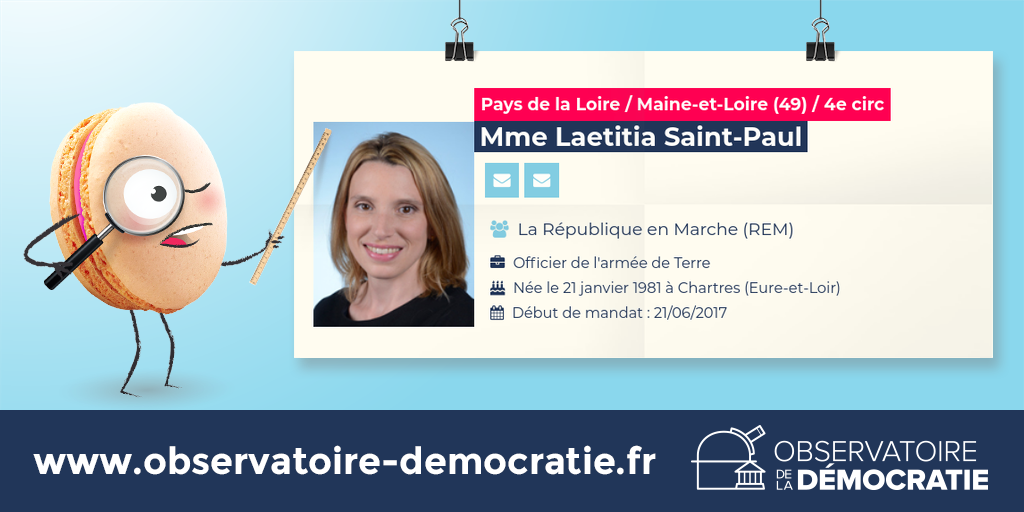 Pays de la Loire / Maine-et-Loire (49) / 4e circ
Mme Laetitia Saint-Paul
La République en Marche (REM)
Officier de l'armée de Terre
Née le 21 janvier 1981 à Chartres (Eure-et-Loir)
Début de mandat : 21/06/2017
www.observatoire-democratie.fr
OBSERVATOIRE
DE LA DÉMOCRATIE